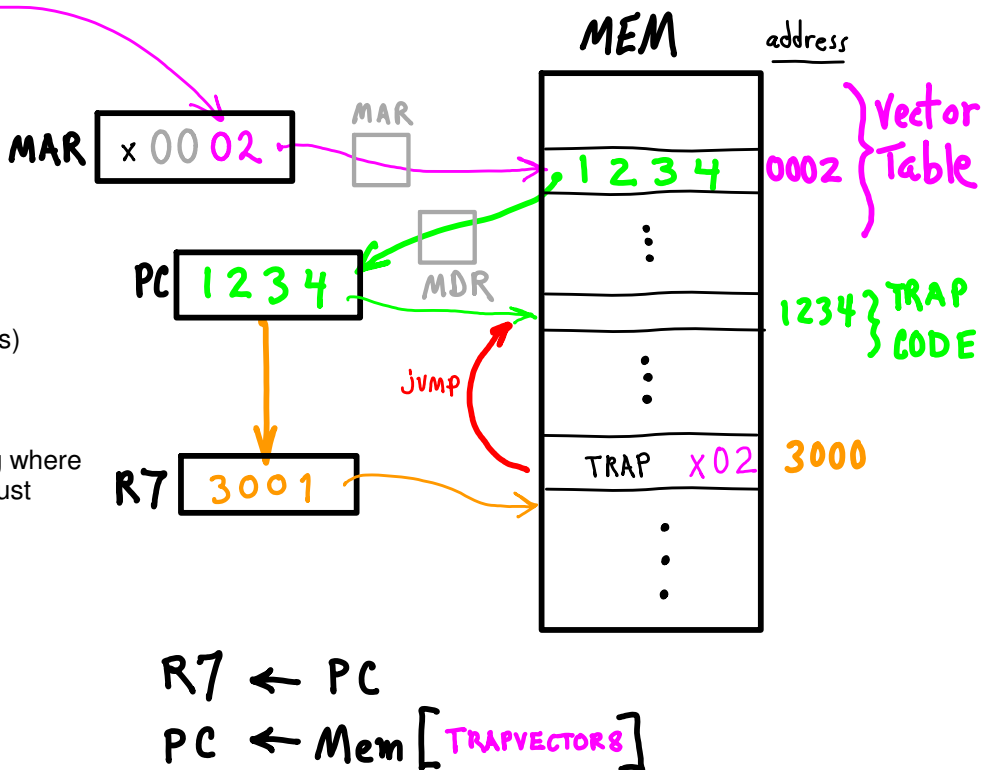 MEM
address
MAR
x 00 02
MAR
1 2 3 4
0002
Vector
Table
PC
1 2 3 4
MDR
1234
TRAP
CODE
s)
jump
where
ust
R7
3001
TRAP x02
3000
R7 ← PC
PC ← Mem [TRAPVECTOR8]